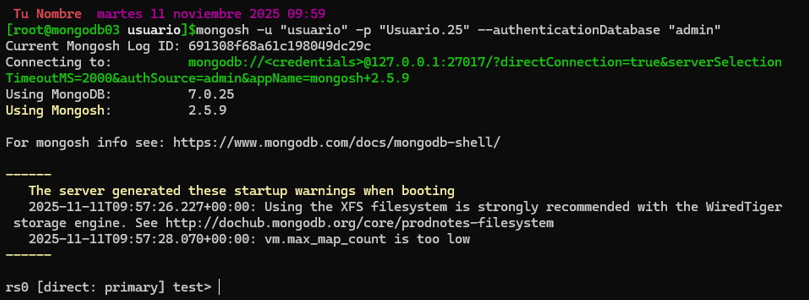 Tu Nombre  martes 11 noviembre 2025 09:59
[root@mongodb03 usuario]$mongosh -u "usuario" -p "Usuario.25" --authenticationDatabase "admin"
Current Mongosh Log ID: 691308f68a61c198049dc29c
Connecting to:          mongodb://<credentials>@127.0.0.1:27017/?directConnection=true&serverSelection
TimeoutMS=2000&authSource=admin&appName=mongosh+2.5.9
Using MongoDB:          7.0.25
Using Mongosh:          2.5.9

For mongosh info see: https://www.mongodb.com/docs/mongodb-shell/

------
   The server generated these startup warnings when booting
   2025-11-11T09:57:26.227+00:00: Using the XFS filesystem is strongly recommended with the WiredTiger
 storage engine. See http://dochub.mongodb.org/core/prodnotes-filesystem
   2025-11-11T09:57:28.070+00:00: vm.max_map_count is too low
------

rs0 [direct: primary] test>